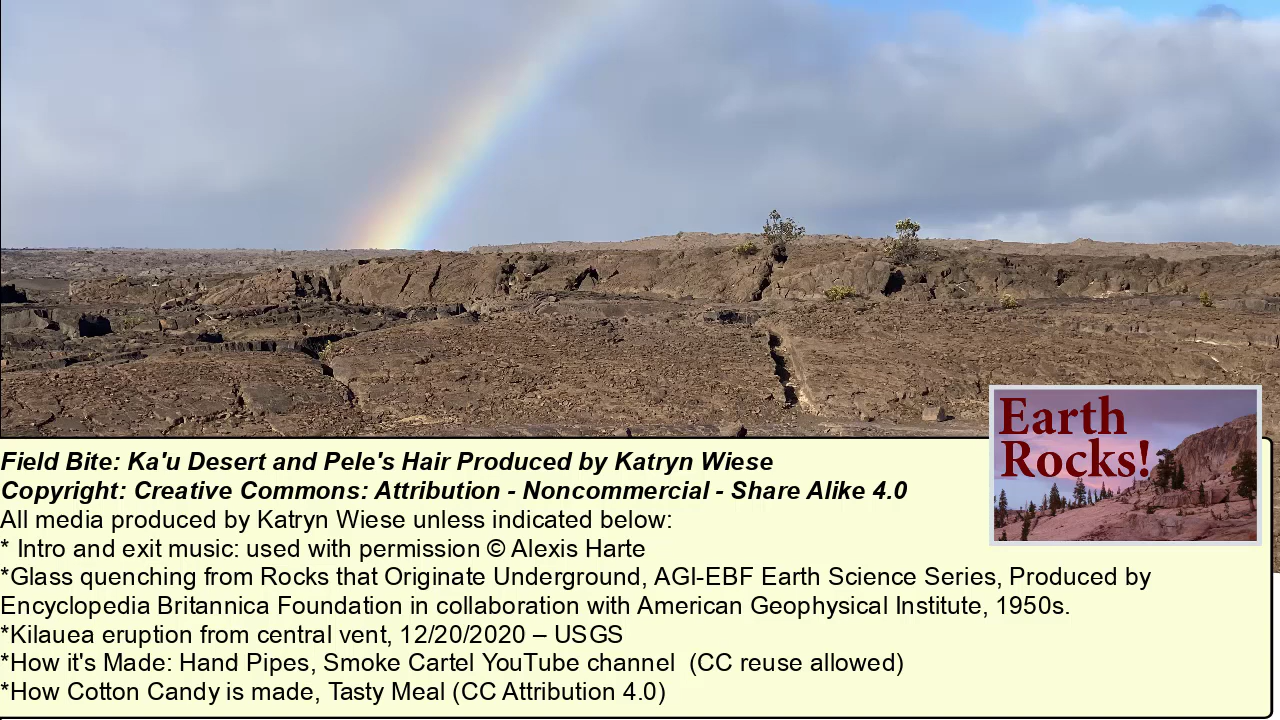 Earth
Rocks!
Field Bite: Ka'u Desert and Pele's Hair Produced by Katryn Wiese
Copyright: Creative Commons: Attribution - Noncommercial - Share Alike 4.0
All media produced by Katryn Wiese unless indicated below:
* Intro and exit music: used with permission © Alexis Harte
*Glass quenching from Rocks that Originate Underground, AGI-EBF Earth Science Series, Produced by
Encyclopedia Britannica Foundation in collaboration with American Geophysical Institute, 1950s.
*Kilauea eruption from central vent, 12/20/2020 – USGS
*How it's Made: Hand Pipes, Smoke Cartel YouTube channel  (CC reuse allowed)
*How Cotton Candy is made, Tasty Meal (CC Attribution 4.0)